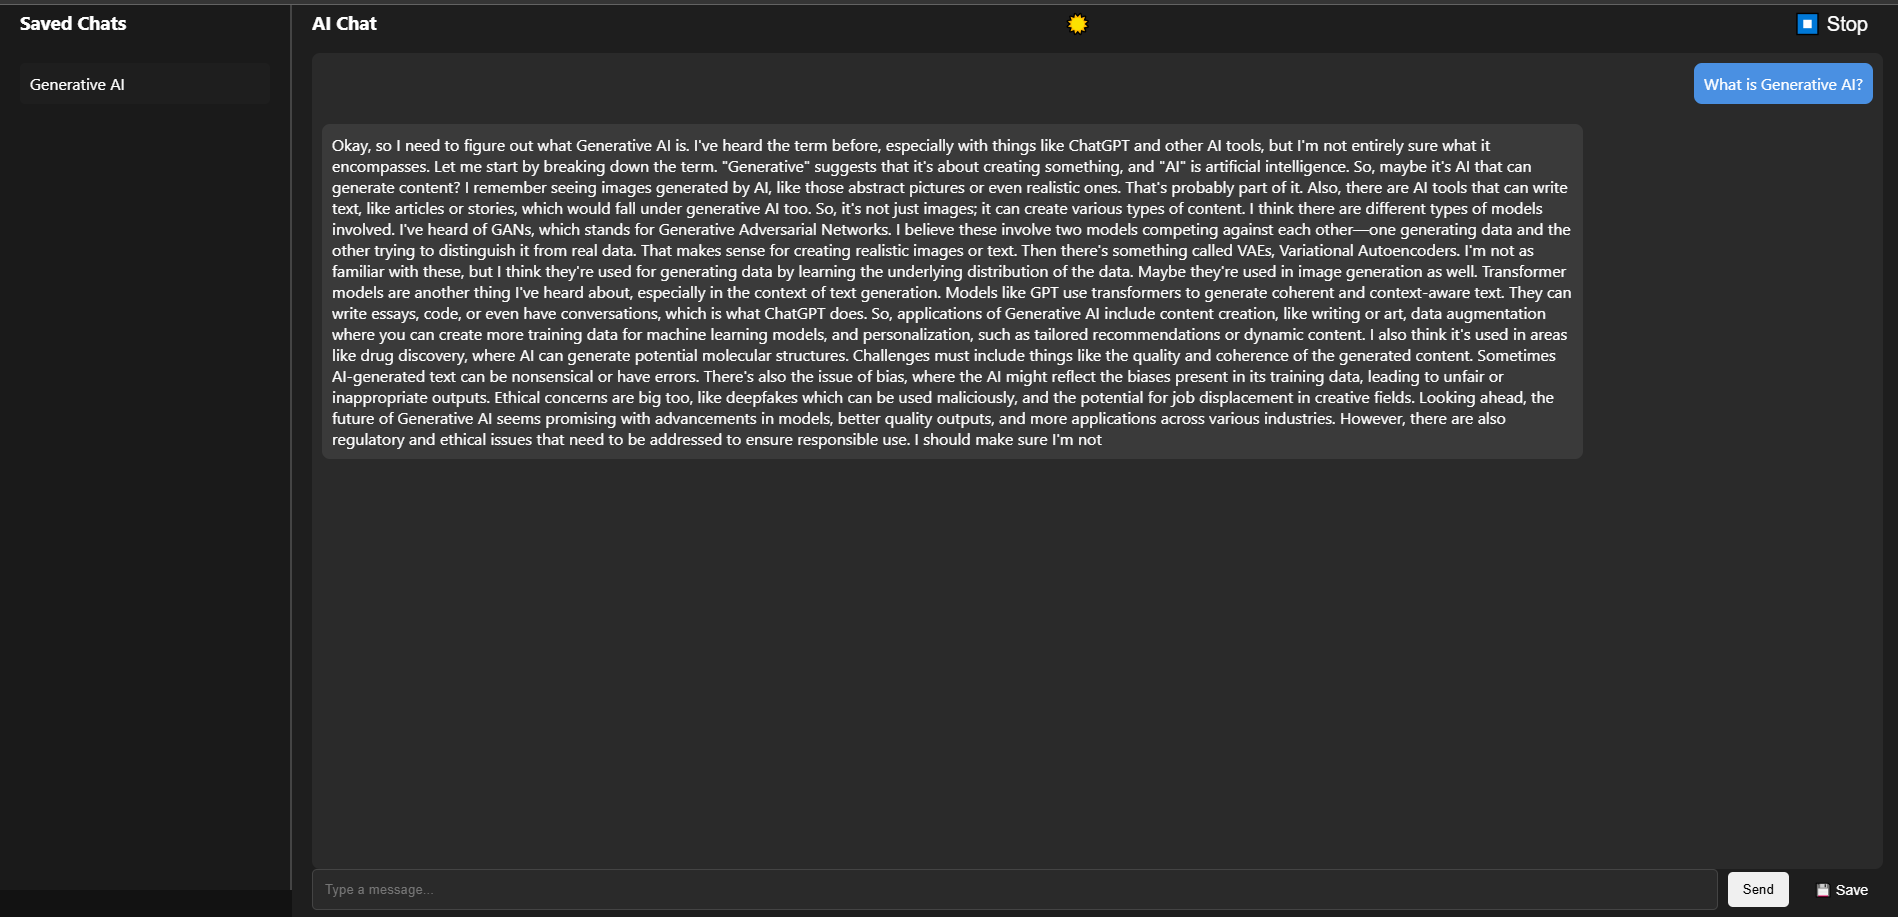 Saved Chats
Generative AI
AI Chat
Stop
What is Generative AI?
Okay, so I need to figure out what Generative AI is. I've heard the term before, especially with things like ChatGPT and other AI tools, but I'm not entirely sure what it
encompasses. Let me start by breaking down the term. "Generative" suggests that it's about creating something, and "AI" is artificial intelligence. So, maybe it's AI that can
generate content? I remember seeing images generated by AI, like those abstract pictures or even realistic ones. That's probably part of it. Also, there are AI tools that can write
text, like articles or stories, which would fall under generative AI too. So, it's not just images; it can create various types of content. I think there are different types of models
involved. I've heard of GANs, which stands for Generative Adversarial Networks. I believe these involve two models competing against each other—one generating data and the
other trying to distinguish it from real data. That makes sense for creating realistic images or text. Then there's something called VAEs, Variational Autoencoders. I'm not as
familiar with these, but I think they're used for generating data by learning the underlying distribution of the data. Maybe they're used in image generation as well. Transformer
models are another thing I've heard about, especially in the context of text generation. Models like GPT use transformers to generate coherent and context-aware text. They can
write essays, code, or even have conversations, which is what ChatGPT does. So, applications of Generative AI include content creation, like writing or art, data augmentation
where you can create more training data for machine learning models, and personalization, such as tailored recommendations or dynamic content. I also think it's used in areas
like drug discovery, where AI can generate potential molecular structures. Challenges must include things like the quality and coherence of the generated content. Sometimes
AI-generated text can be nonsensical or have errors. There's also the issue of bias, where the AI might reflect the biases present in its training data, leading to unfair or
inappropriate outputs. Ethical concerns are big too, like deepfakes which can be used maliciously, and the potential for job displacement in creative fields. Looking ahead, the
future of Generative AI seems promising with advancements in models, better quality outputs, and more applications across various industries. However, there are also
regulatory and ethical issues that need to be addressed to ensure responsible use. I should make sure I'm not
Type a message...
Send
Save